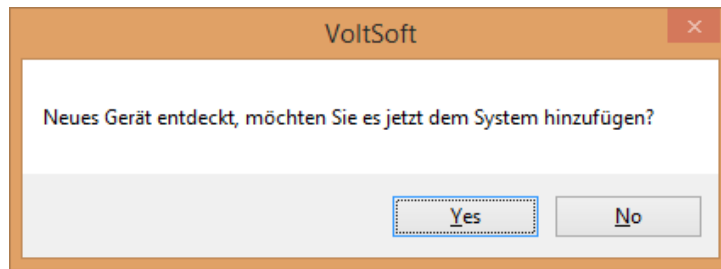 VoltSoft
Neues Gerät entdeckt, möchten Sie es jetzt dem System hinzufügen?
Yes
No